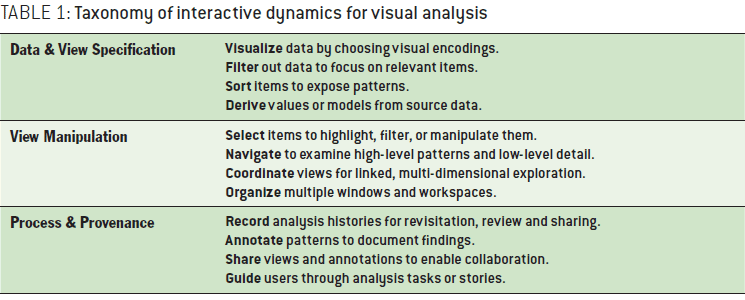 TABLE 1: Taxonomy of interactive dynamics for visual analysis
Data & View Specification
Visualize data by choosing visual encodings.
Filter out data to focus on relevant items.
Sort items to expose patterns.
Derive values or models from source data.
View Manipulation
Select items to highlight, filter, or manipulate them.
Navigate to examine high-level patterns and low-level detail.
Coordinate views for linked, multi-dimensional exploration.
Organize multiple windows and workspaces.
Process & Provenance
Record analysis histories for revisitation, review and sharing.
Annotate patterns to document findings.
Share views and annotations to enable collaboration.
Guide users through analysis tasks or stories.